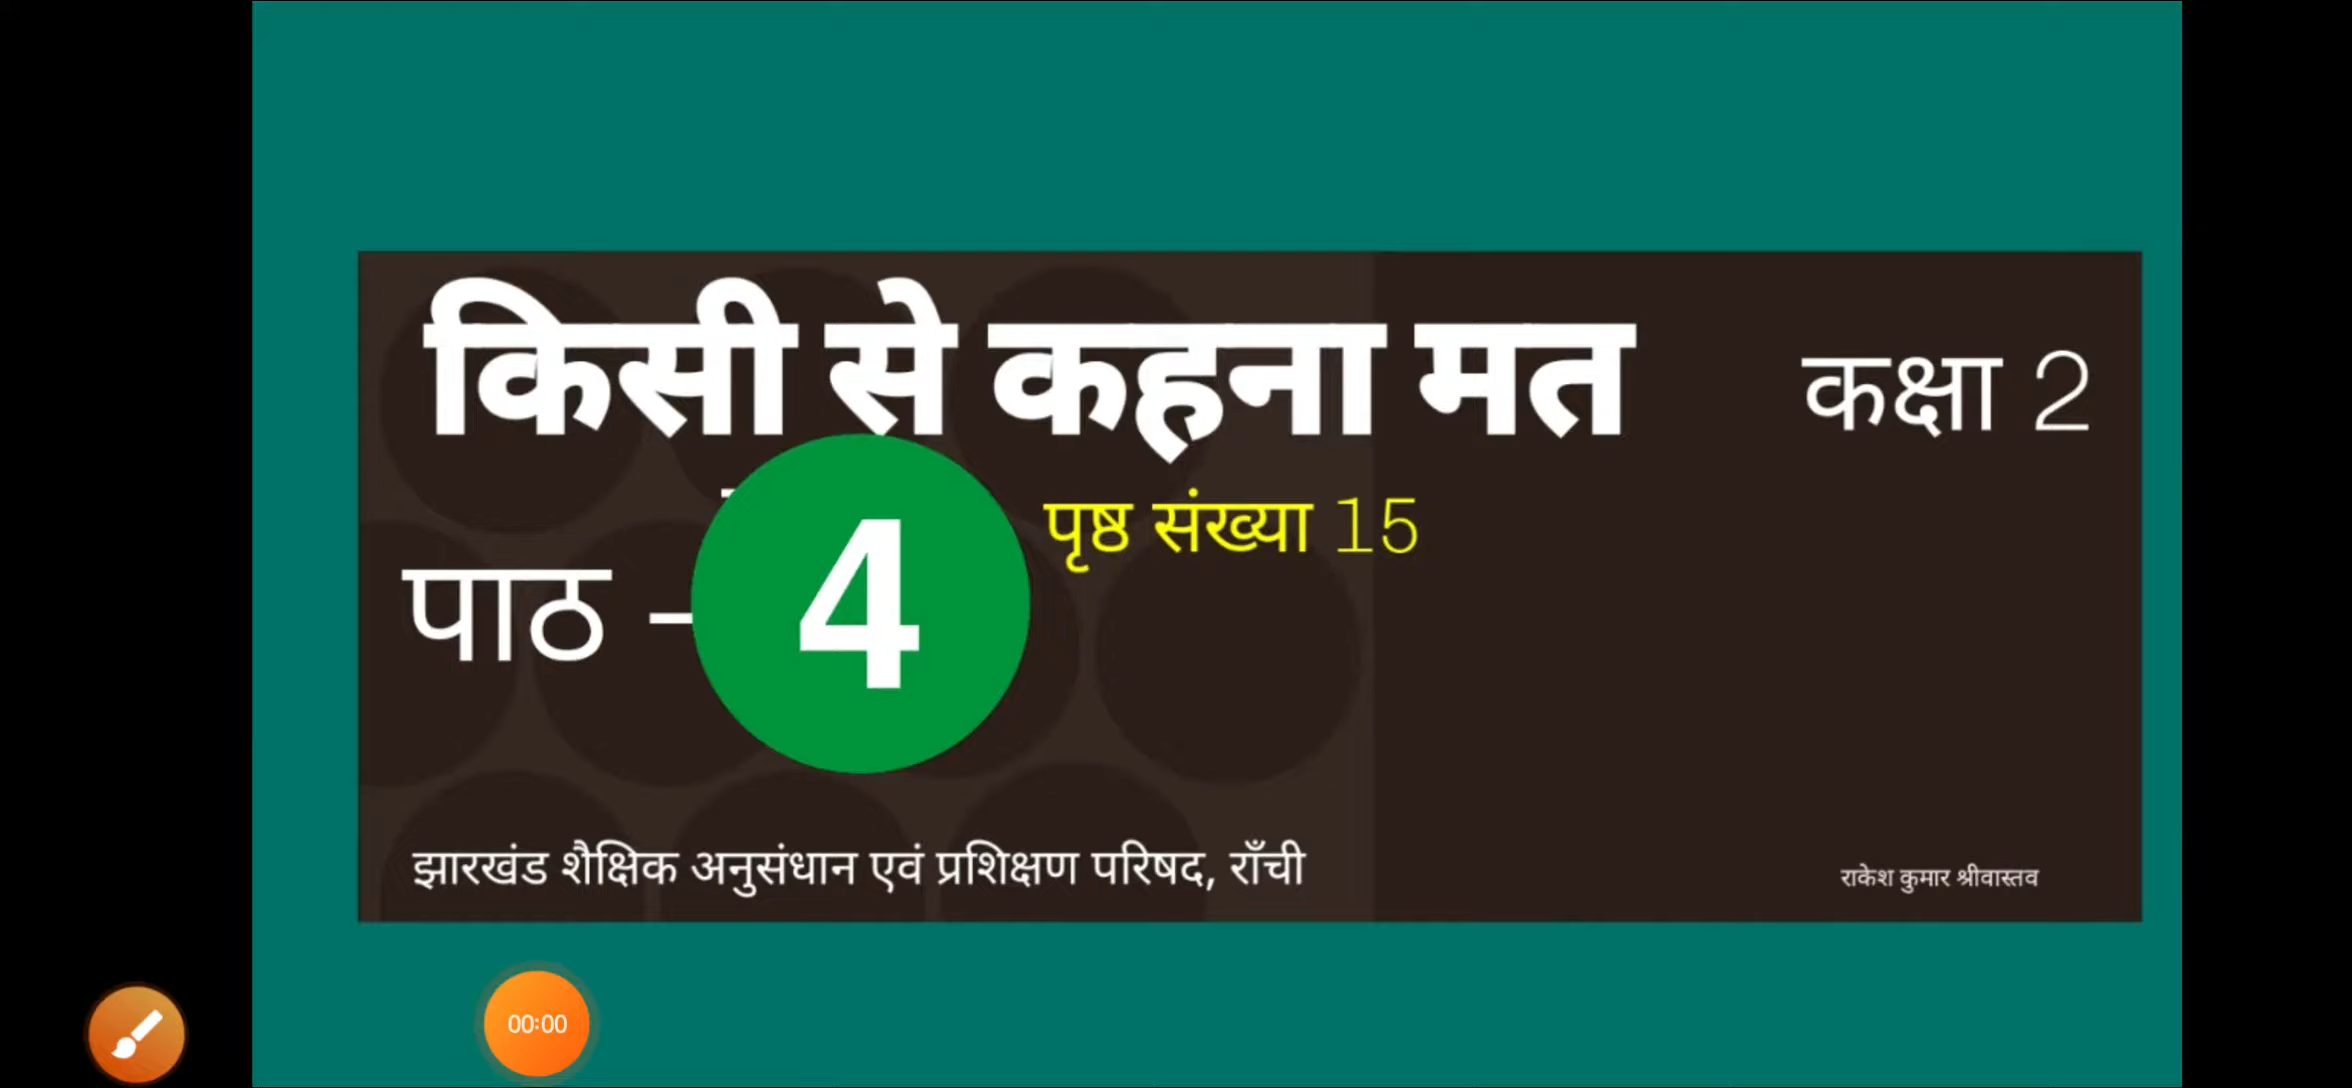 किसी से कहना मत
कक्षा 2
पृष्ठ संख्या 15
पाठ - 4
झारखंड शैक्षिक अनुसंधान एवं प्रशिक्षण परिषद, राँची
राकेश कुमार श्रीवास्तव
00:00